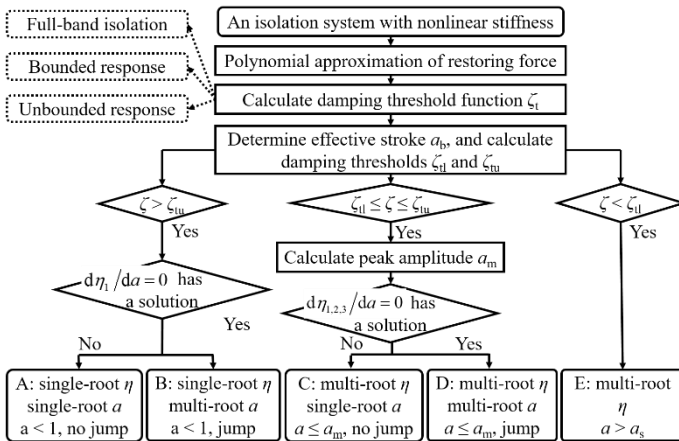 An isolation system with nonlinear stiffness
Full-band isolation
Bounded response
Unbounded response
Polynomial approximation of restoring force
Calculate damping threshold function ζt
Determine effective stroke ab, and calculate
damping thresholds ζtl and ζtu
ζ > ζtu
ζtl ≤ ζ ≤ ζtu
ζ < ζtl
Yes
Yes
Yes
Calculate peak amplitude am
dη1/da = 0 has
a solution
dη1,2,3/da = 0 has
a solution
No
Yes
No
Yes
A: single-root η
single-root a
a < 1, no jump
B: single-root η
multi-root a
a < 1, jump
C: multi-root η
single-root a
a ≤ am, no jump
D: multi-root η
multi-root a
a ≤ am, jump
E: multi-root
η
a > as